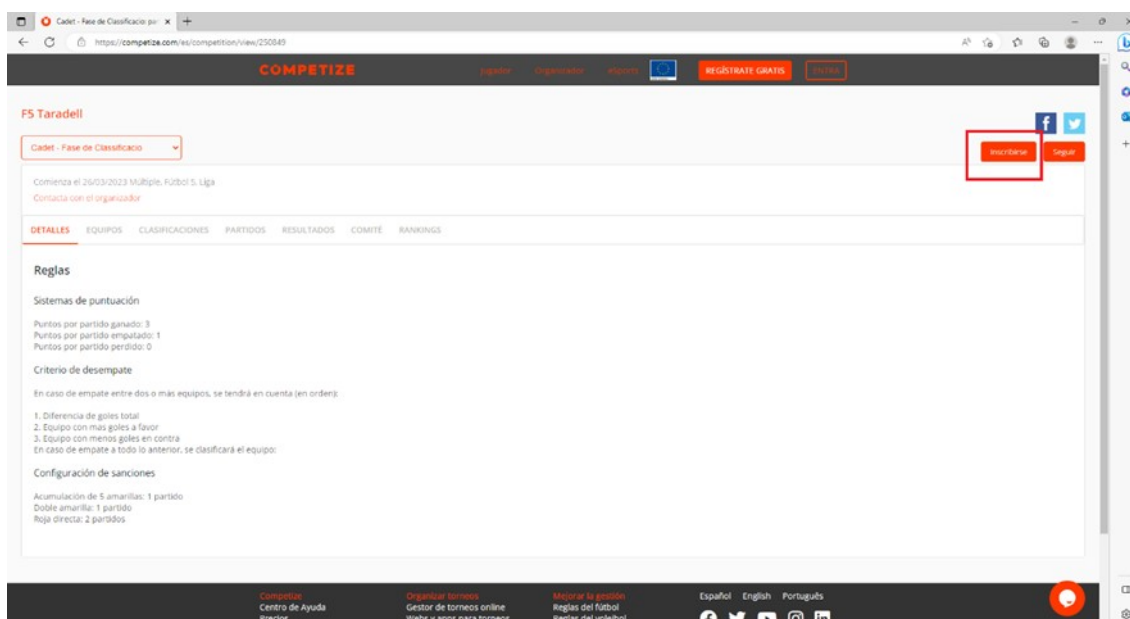 Cadet - Fase de Classificacio: par
https://competize.com/es/competition/view/250849
COMPETIZE
Jugador Organizador eSports REGÍSTRATE GRATIS ENTRA
F5 Taradell
Cadet - Fase de Classificacio
Inscribirse Seguir
Comienza el 26/03/2023 Múltiple, Fútbol 5, Liga
Contacta con el organizador
DETALLES EQUIPOS CLASIFICACIONES PARTIDOS RESULTADOS COMITÉ RANKINGS
Reglas
Sistemas de puntuación
Puntos por partido ganado: 3
Puntos por partido empatado: 1
Puntos por partido perdido: 0
Criterio de desempate
En caso de empate entre dos o más equipos, se tendrá en cuenta (en orden):
1. Diferencia de goles total
2. Equipo con mas goles a favor
3. Equipo con menos goles en contra
En caso de empate a todo lo anterior, se clasificará el equipo:
Configuración de sanciones
Acumulación de 5 amarillas: 1 partido
Doble amarilla: 1 partido
Roja directa: 2 partidos
Competize Organizar torneos Mejorar la gestión Español English Português
Centro de Ayuda Gestor de torneos online Reglas del fútbol
Precios Webs y apps para torneos Reglas del voleibol